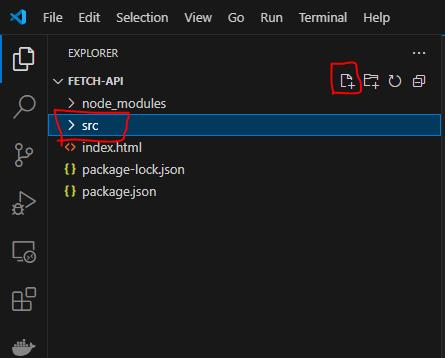 File Edit Selection View Go Run Terminal Help
EXPLORER
FETCH-API
node_modules
src
index.html
package-lock.json
package.json